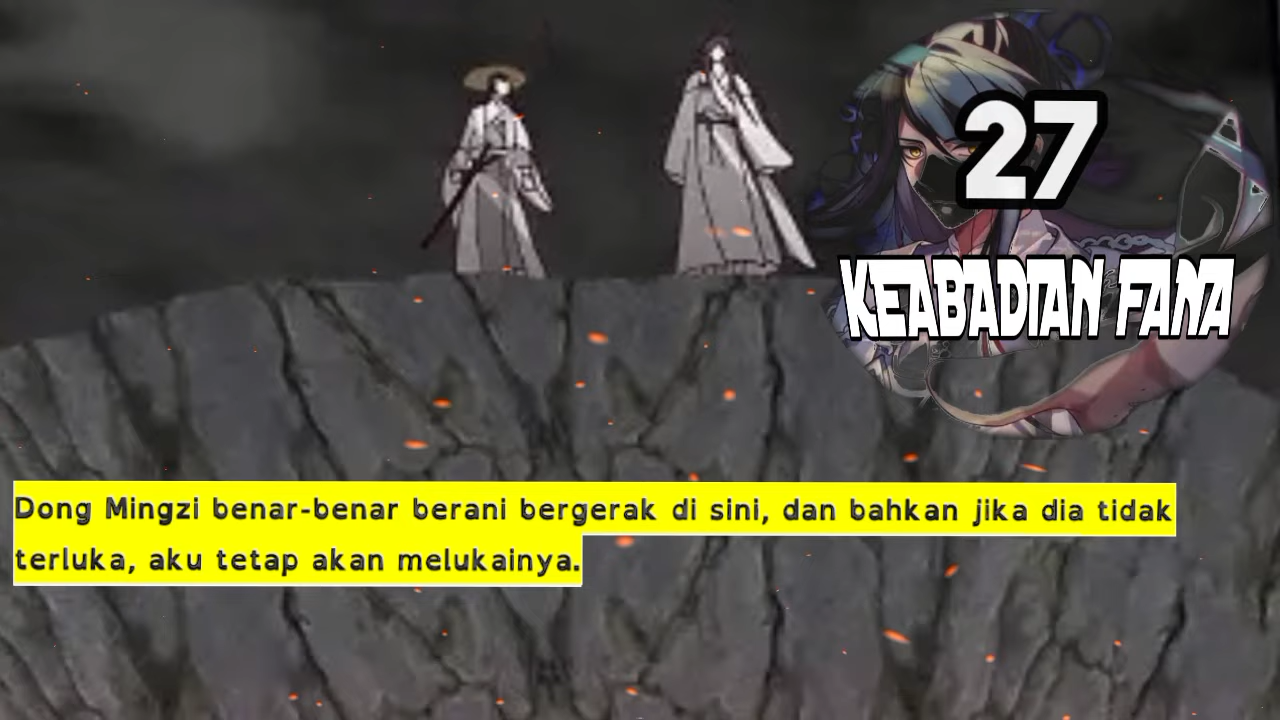 27
KEABADIAN FANA
Dong Mingzi benar-benar berani bergerak di sini, dan bahkan jika dia tidak
terluka, aku tetap akan melukainya.